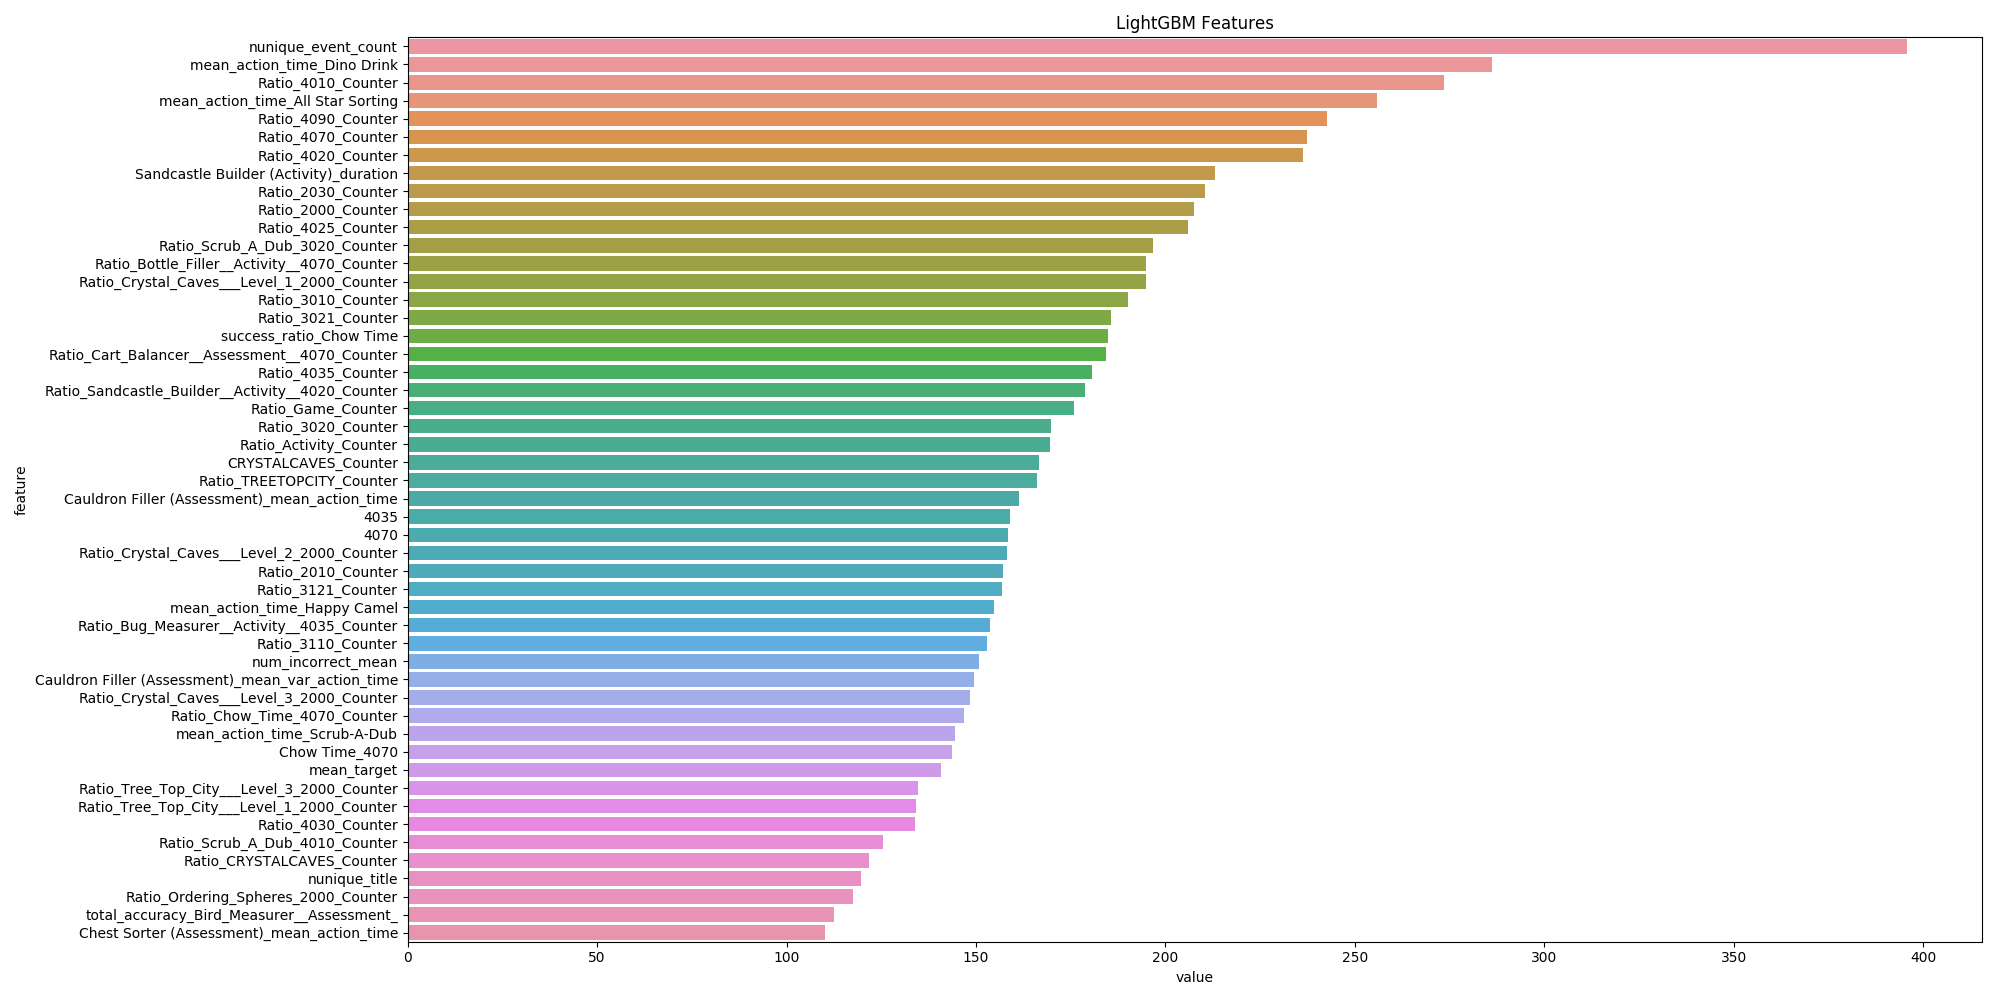 LightGBM Features
nunique_event_count
mean_action_time_Dino Drink
Ratio_4010_Counter
mean_action_time_All Star Sorting
Ratio_4090_Counter
Ratio_4070_Counter
Ratio_4020_Counter
Sandcastle Builder (Activity)_duration
Ratio_2030_Counter
Ratio_2000_Counter
Ratio_4025_Counter
Ratio_Scrub_A_Dub_3020_Counter
Ratio_Bottle_Filler__Activity__4070_Counter
Ratio_Crystal_Caves___Level_1_2000_Counter
Ratio_3010_Counter
Ratio_3021_Counter
success_ratio_Chow Time
Ratio_Cart_Balancer__Assessment__4070_Counter
Ratio_4035_Counter
Ratio_Sandcastle_Builder__Activity__4020_Counter
Ratio_Game_Counter
Ratio_3020_Counter
Ratio_Activity_Counter
CRYSTALCAVES_Counter
Ratio_TREETOPCITY_Counter
Cauldron Filler (Assessment)_mean_action_time
4035
4070
Ratio_Crystal_Caves___Level_2_2000_Counter
Ratio_2010_Counter
Ratio_3121_Counter
mean_action_time_Happy Camel
Ratio_Bug_Measurer__Activity__4035_Counter
Ratio_3110_Counter
num_incorrect_mean
Cauldron Filler (Assessment)_mean_var_action_time
Ratio_Crystal_Caves___Level_3_2000_Counter
Ratio_Chow_Time_4070_Counter
mean_action_time_Scrub-A-Dub
Chow Time_4070
mean_target
Ratio_Tree_Top_City___Level_3_2000_Counter
Ratio_Tree_Top_City___Level_1_2000_Counter
Ratio_4030_Counter
Ratio_Scrub_A_Dub_4010_Counter
Ratio_CRYSTALCAVES_Counter
nunique_title
Ratio_Ordering_Spheres_2000_Counter
total_accuracy_Bird_Measurer__Assessment_
Chest Sorter (Assessment)_mean_action_time
feature
0 50 100 150 200 250 300 350 400
value